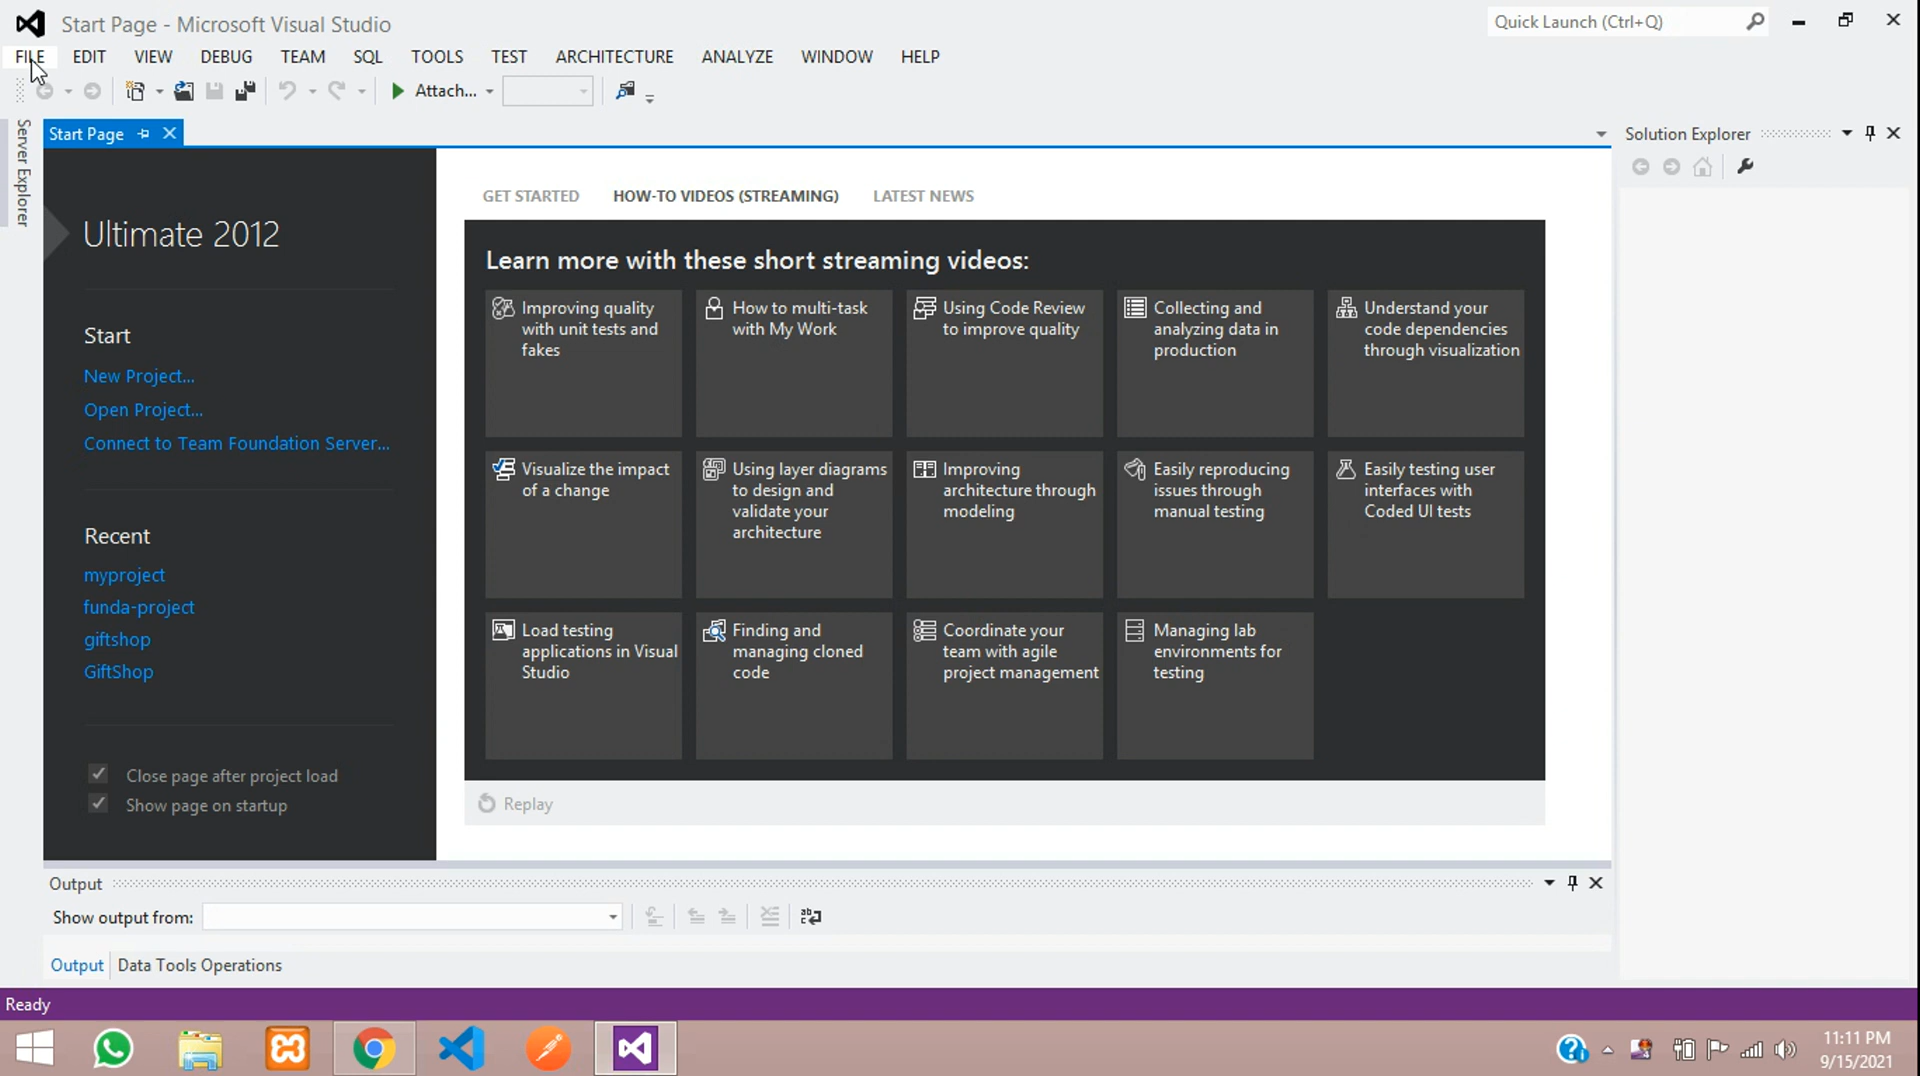 Start Page - Microsoft Visual Studio
Quick Launch (Ctrl+Q)
FILE EDIT VIEW DEBUG TEAM SQL TOOLS TEST ARCHITECTURE ANALYZE WINDOW HELP
Attach...
Server Explorer
Start Page
Solution Explorer
Ultimate 2012
Start
New Project...
Open Project...
Connect to Team Foundation Server...
Recent
myproject
funda-project
giftshop
GiftShop
Close page after project load
Show page on startup
GET STARTED HOW-TO VIDEOS (STREAMING) LATEST NEWS
Learn more with these short streaming videos:
Improving quality
with unit tests and
fakes
How to multi-task
with My Work
Using Code Review
to improve quality
Collecting and
analyzing data in
production
Understand your
code dependencies
through visualization
Visualize the impact
of a change
Using layer diagrams
to design and
validate your
architecture
Improving
architecture through
modeling
Easily reproducing
issues through
manual testing
Easily testing user
interfaces with
Coded UI tests
Load testing
applications in Visual
Studio
Finding and
managing cloned
code
Coordinate your
team with agile
project management
Managing lab
environments for
testing
Replay
Output
Show output from:
Output Data Tools Operations
Ready
11:11 PM
9/15/2021